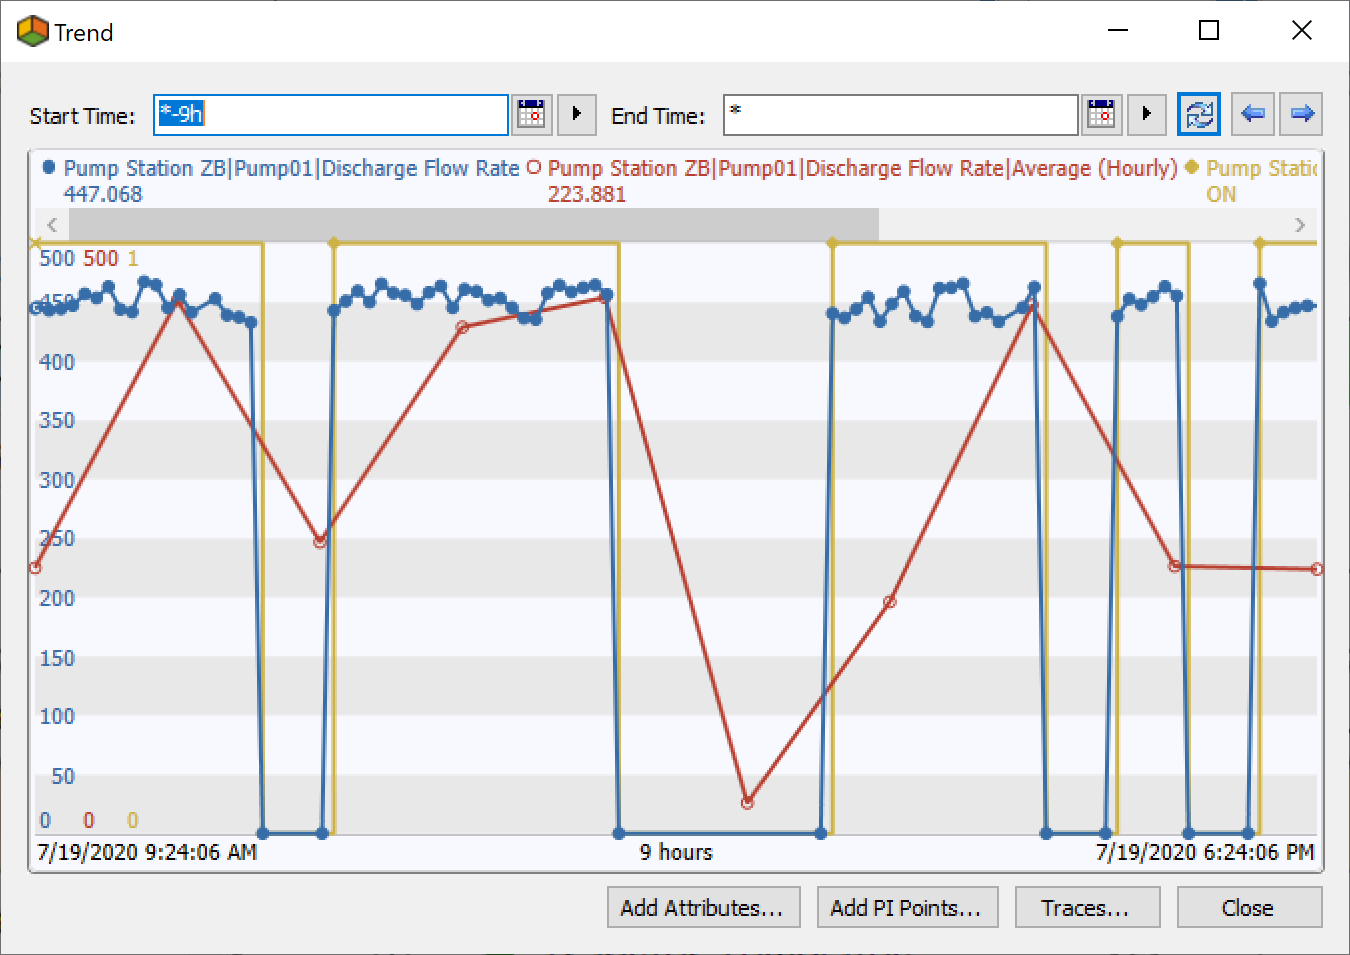 Trend
Start Time: *-9h End Time: *
Pump Station ZB|Pump01|Discharge Flow Rate Pump Station ZB|Pump01|Discharge Flow Rate|Average (Hourly) Pump
447.068 223.881 ON
500 500 1
450
400
350
300
250
200
150
100
50
0 0 0
7/19/2020 9:24:06 AM 9 hours 7/19/2020 6:24:06 PM
Add Attributes... Add PI Points... Traces... Close